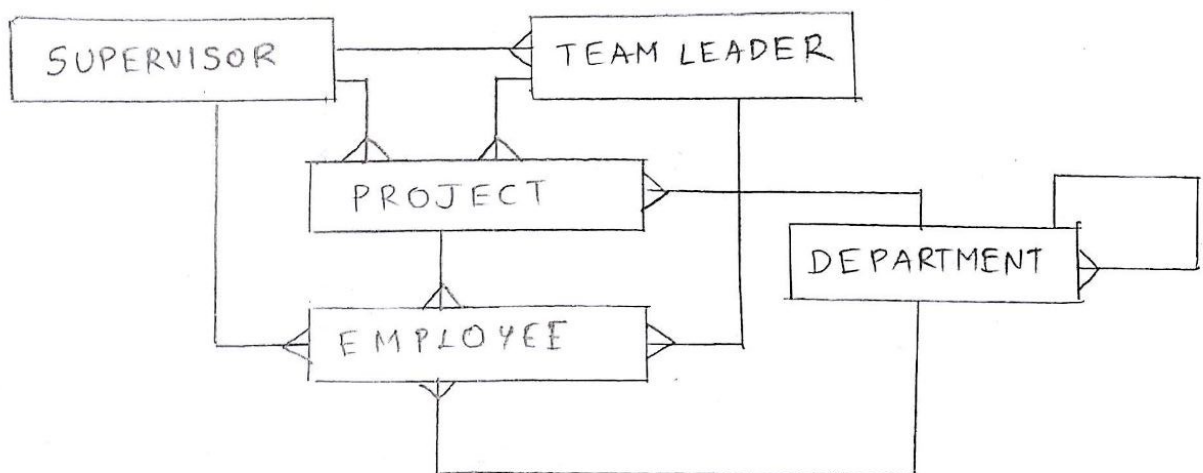 SUPERVISOR
TEAM LEADER
PROJECT
DEPARTMENT
EMPLOYEE